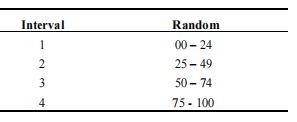 Interval Random
1 00 – 24
2 25 – 49
3 50 – 74
4 75 - 100